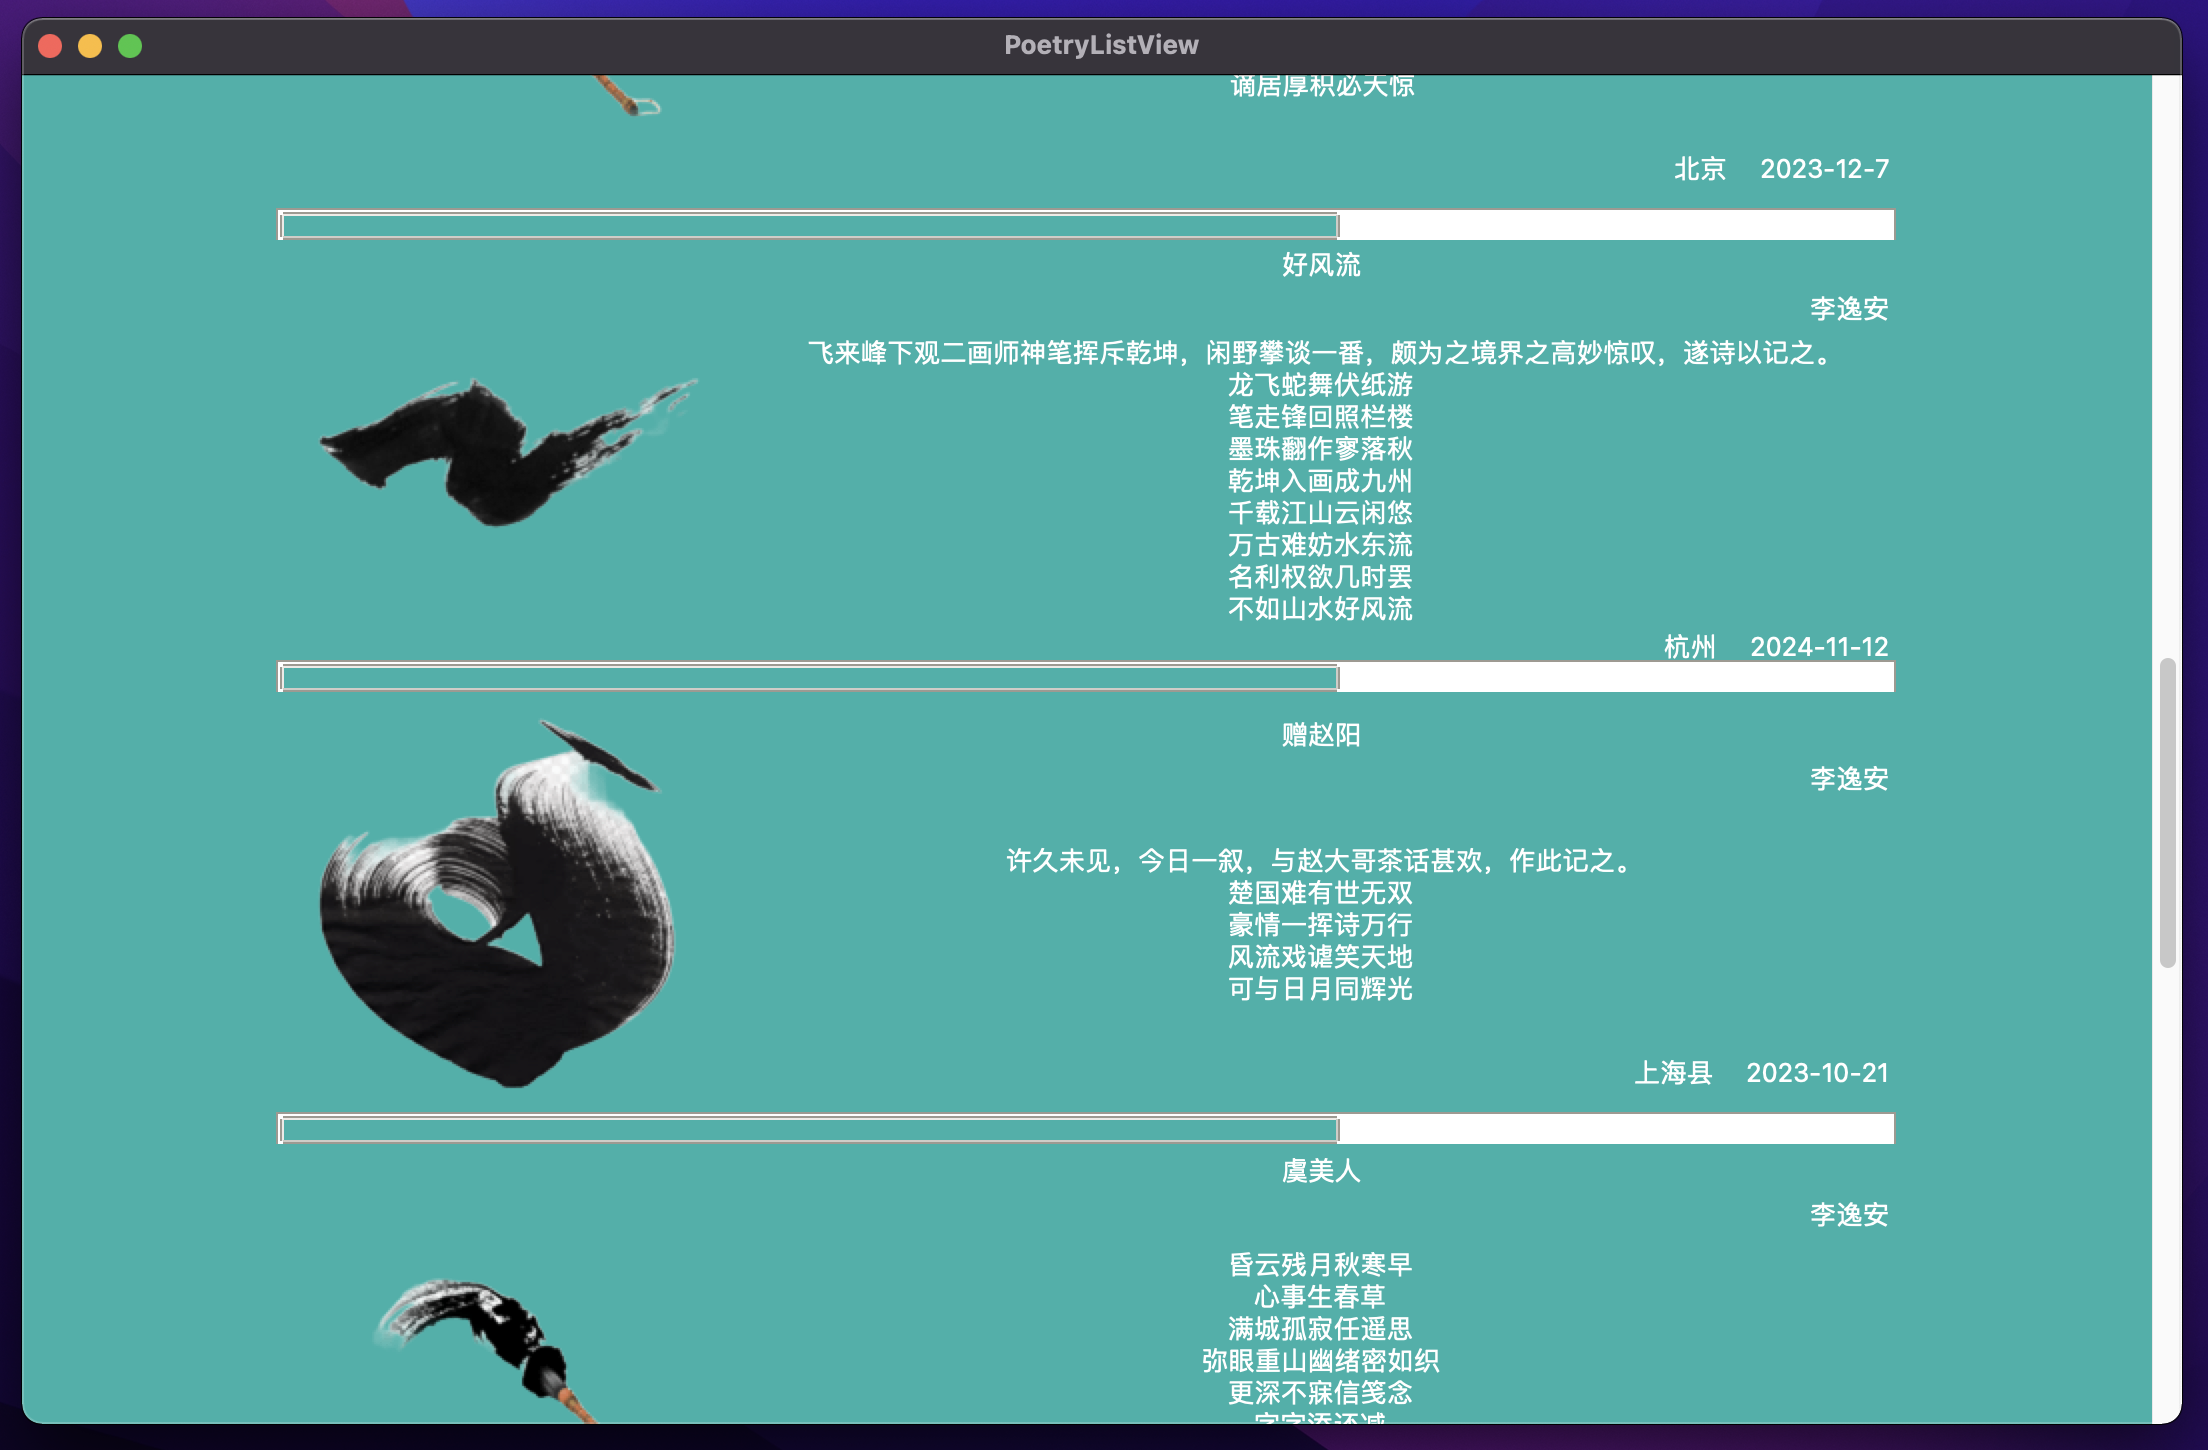 PoetryListView
谪居厚积必天惊
北京 2023-12-7
好风流
李逸安
飞来峰下观二画师神笔挥斥乾坤，闲野攀谈一番，颇为之境界之高妙惊叹，遂诗以记之。
龙飞蛇舞伏纸游
笔走锋回照栏楼
墨珠翻作寥落秋
乾坤入画成九州
千载江山云闲悠
万古难妨水东流
名利权欲几时罢
不如山水好风流
杭州 2024-11-12
赠赵阳
李逸安
许久未见，今日一叙，与赵大哥茶话甚欢，作此记之。
楚国难有世无双
豪情一挥诗万行
风流戏谑笑天地
可与日月同辉光
上海县 2023-10-21
虞美人
李逸安
昏云残月秋寒早
心事生春草
满城孤寂任遥思
弥眼重山幽绪密如织
更深不寐信笺念